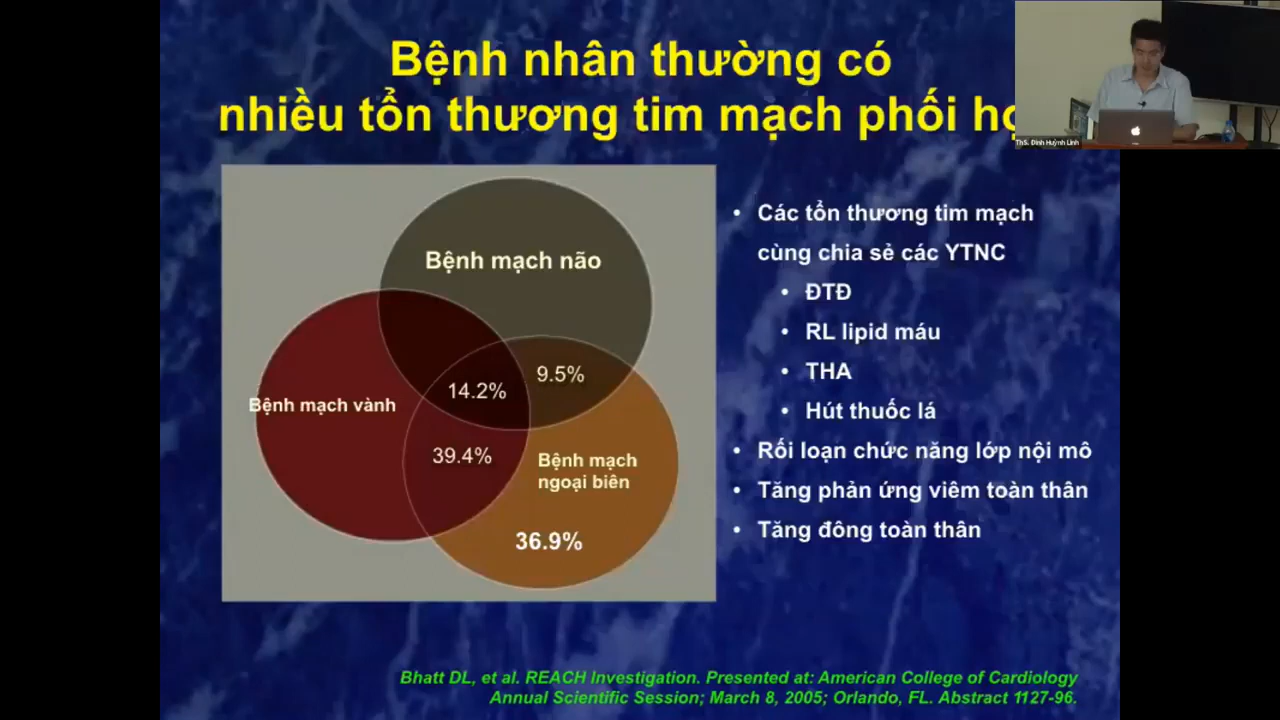 Bệnh nhân thường có
nhiều tổn thương tim mạch phối
ThS. Đinh Huỳnh Linh
Bệnh mạch não
9.5%
14.2%
Bệnh mạch vành
39.4%
Bệnh mạch
ngoại biên
36.9%
• Các tổn thương tim mạch
cùng chia sẻ các YTNC
• ĐTĐ
• RL lipid máu
• THA
• Hút thuốc lá
• Rối loạn chức năng lớp nội mô
• Tăng phản ứng viêm toàn thân
• Tăng đông toàn thân
Bhatt DL, et al. REACH Investigation. Presented at: American College of Cardiology
Annual Scientific Session; March 8, 2005; Orlando, FL. Abstract 1127-96.